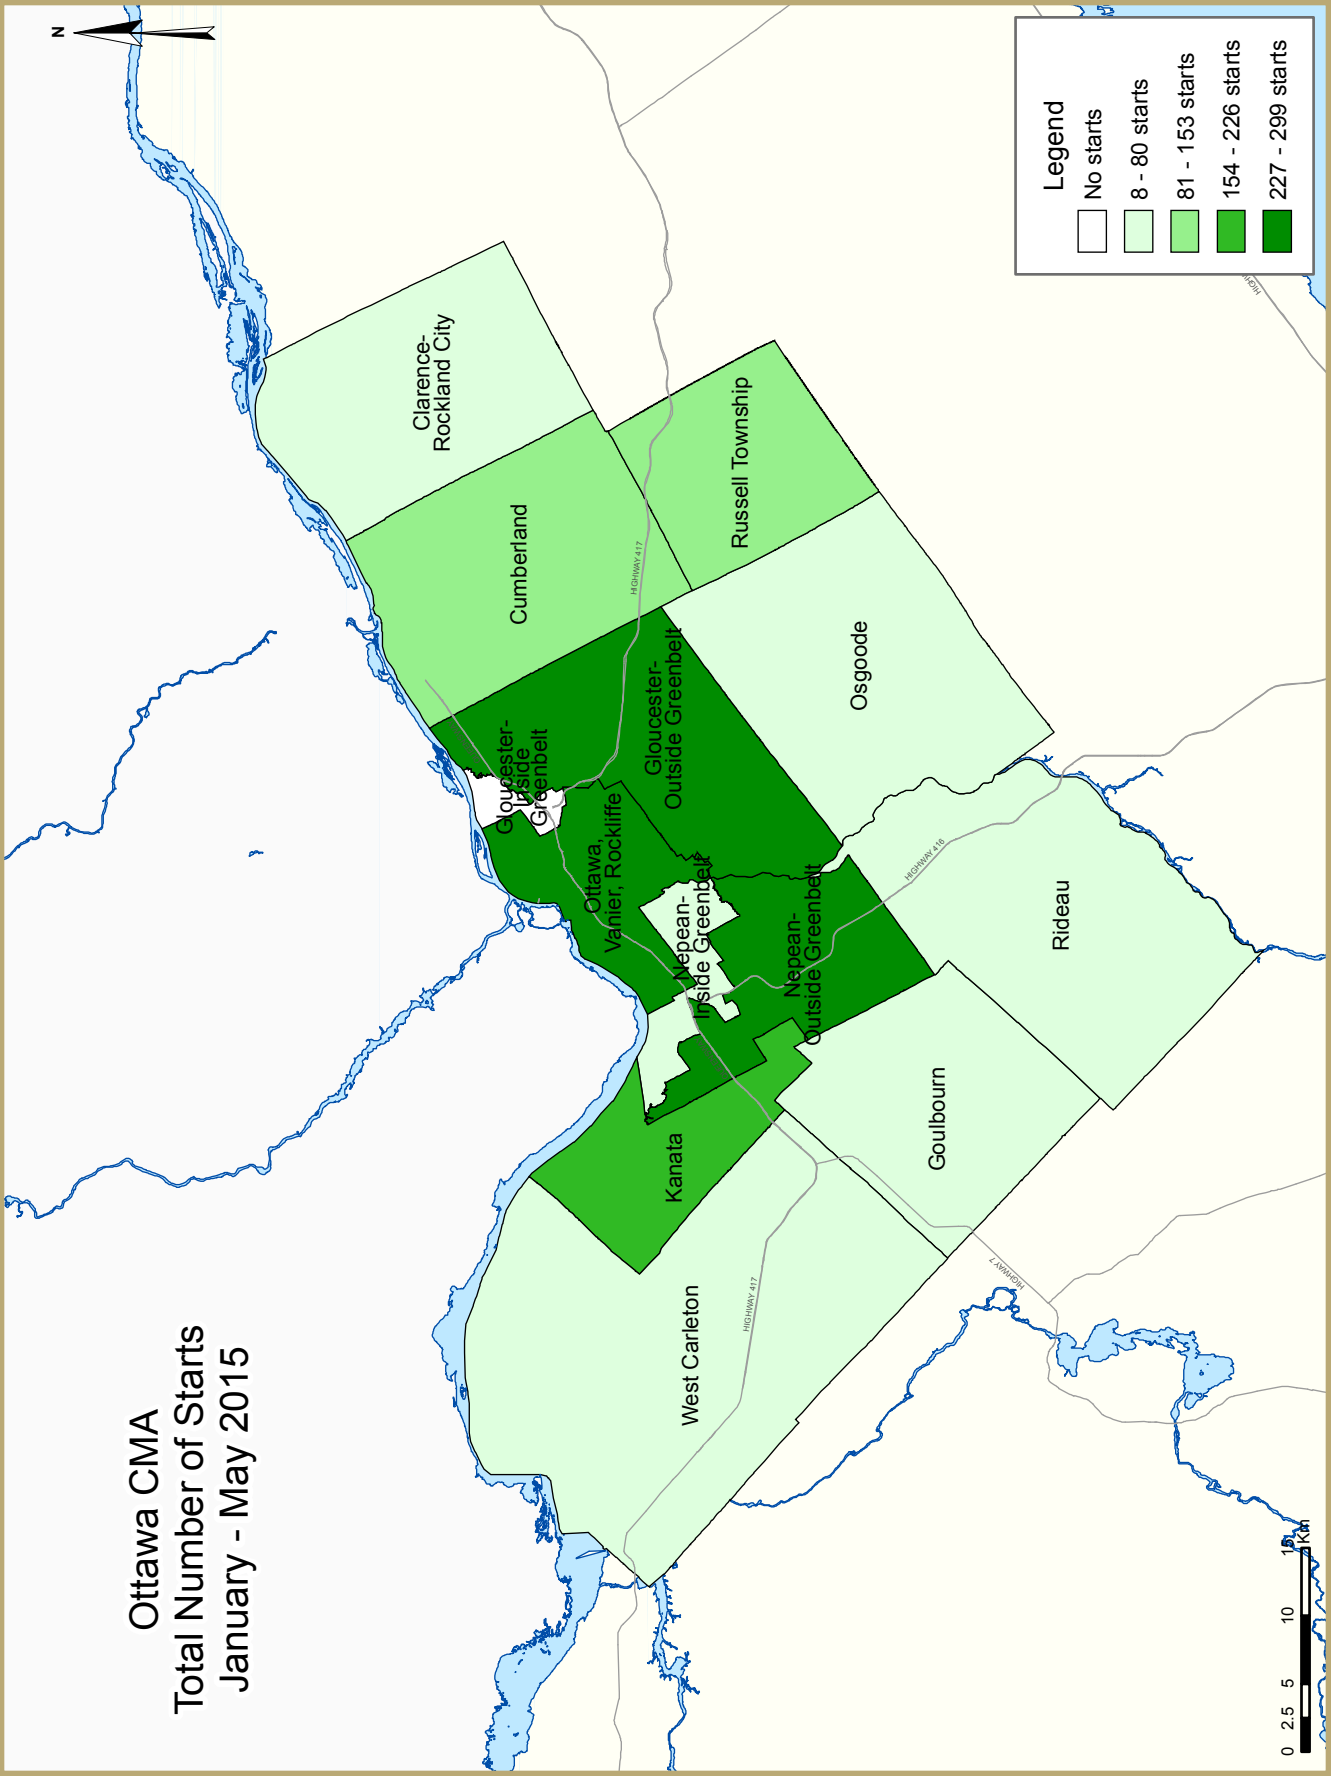 Ottawa CMA
Total Number of Starts
January - May 2015
N
Clarence-
Rockland City
Cumberland
Russell Township
HIGHWAY 417
Gloucester-
Inside
Greenbelt
Gloucester-
Outside Greenbelt
Osgoode
Ottawa,
Vanier, Rockliffe
Nepean-
Inside Greenbelt
Nepean-
Outside Greenbelt
HIGHWAY 416
Rideau
Kanata
Goulbourn
West Carleton
HIGHWAY 417
HIGHWAY 7
Legend
No starts
8 - 80 starts
81 - 153 starts
154 - 226 starts
227 - 299 starts
0 2.5 5 10 15
Km